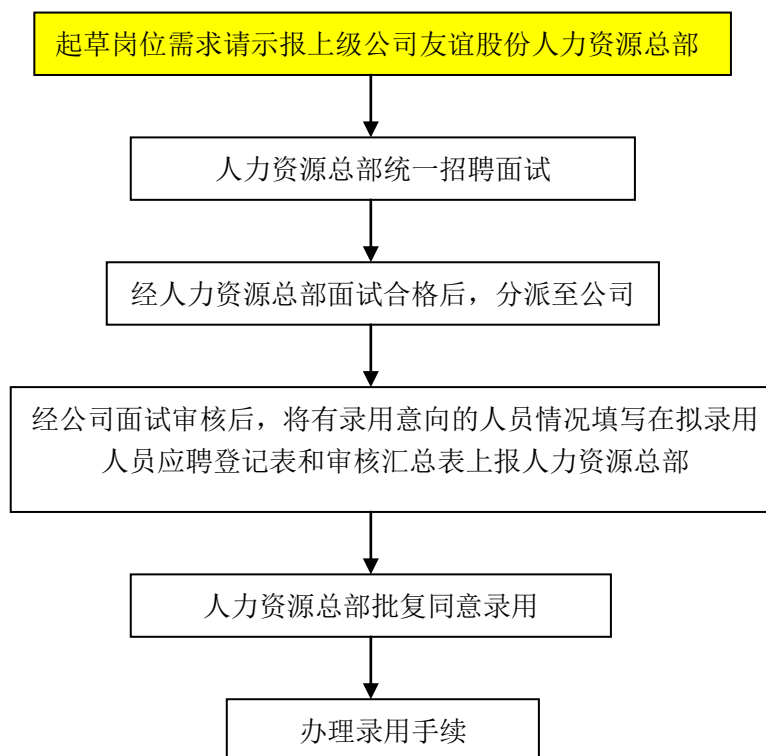 起草岗位需求请示报上级公司友谊股份人力资源总部
人力资源总部统一招聘面试
经人力资源总部面试合格后，分派至公司
经公司面试审核后，将有录用意向的人员情况填写在拟录用
人员应聘登记表和审核汇总表上报人力资源总部
人力资源总部批复同意录用
办理录用手续